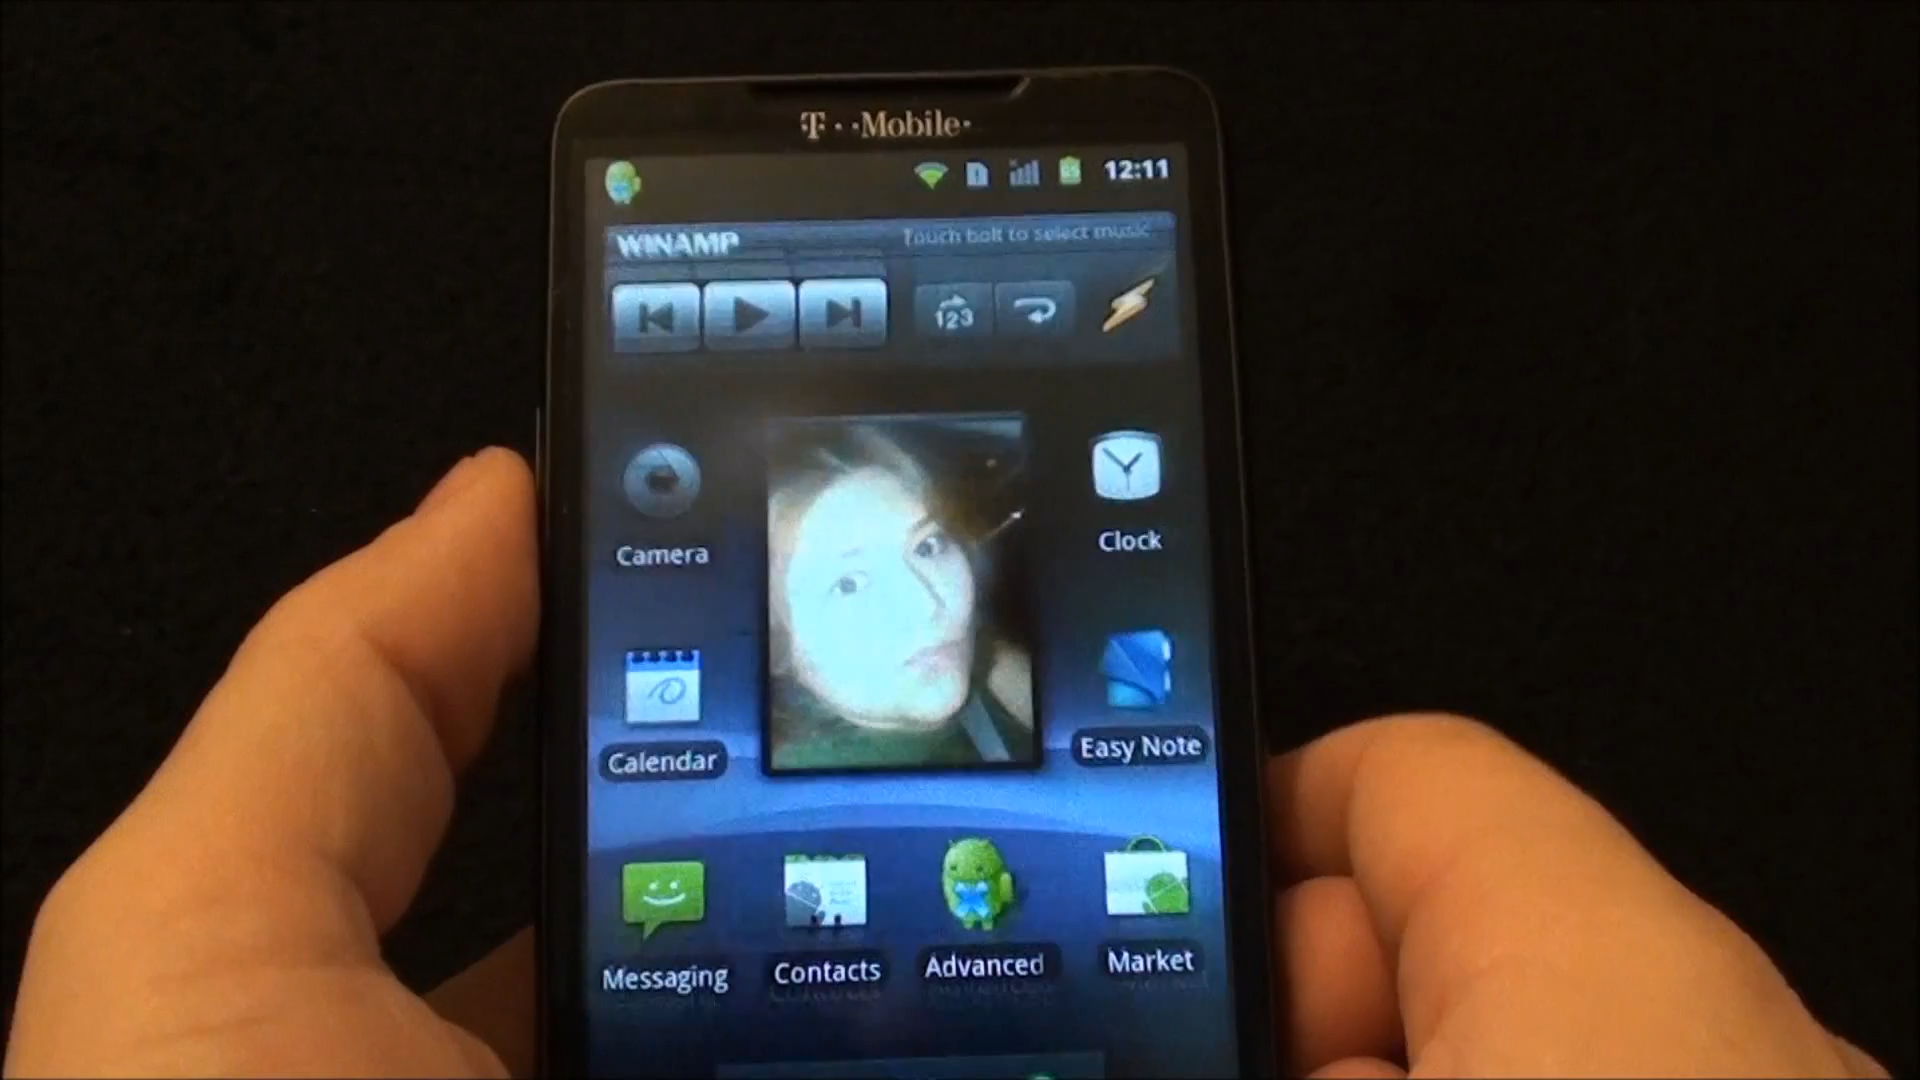 T··Mobile·
12:11
WINAMP
Touch bolt to select music
123
Camera
Clock
Calendar
Easy Note
Messaging
Contacts
Advanced
Market